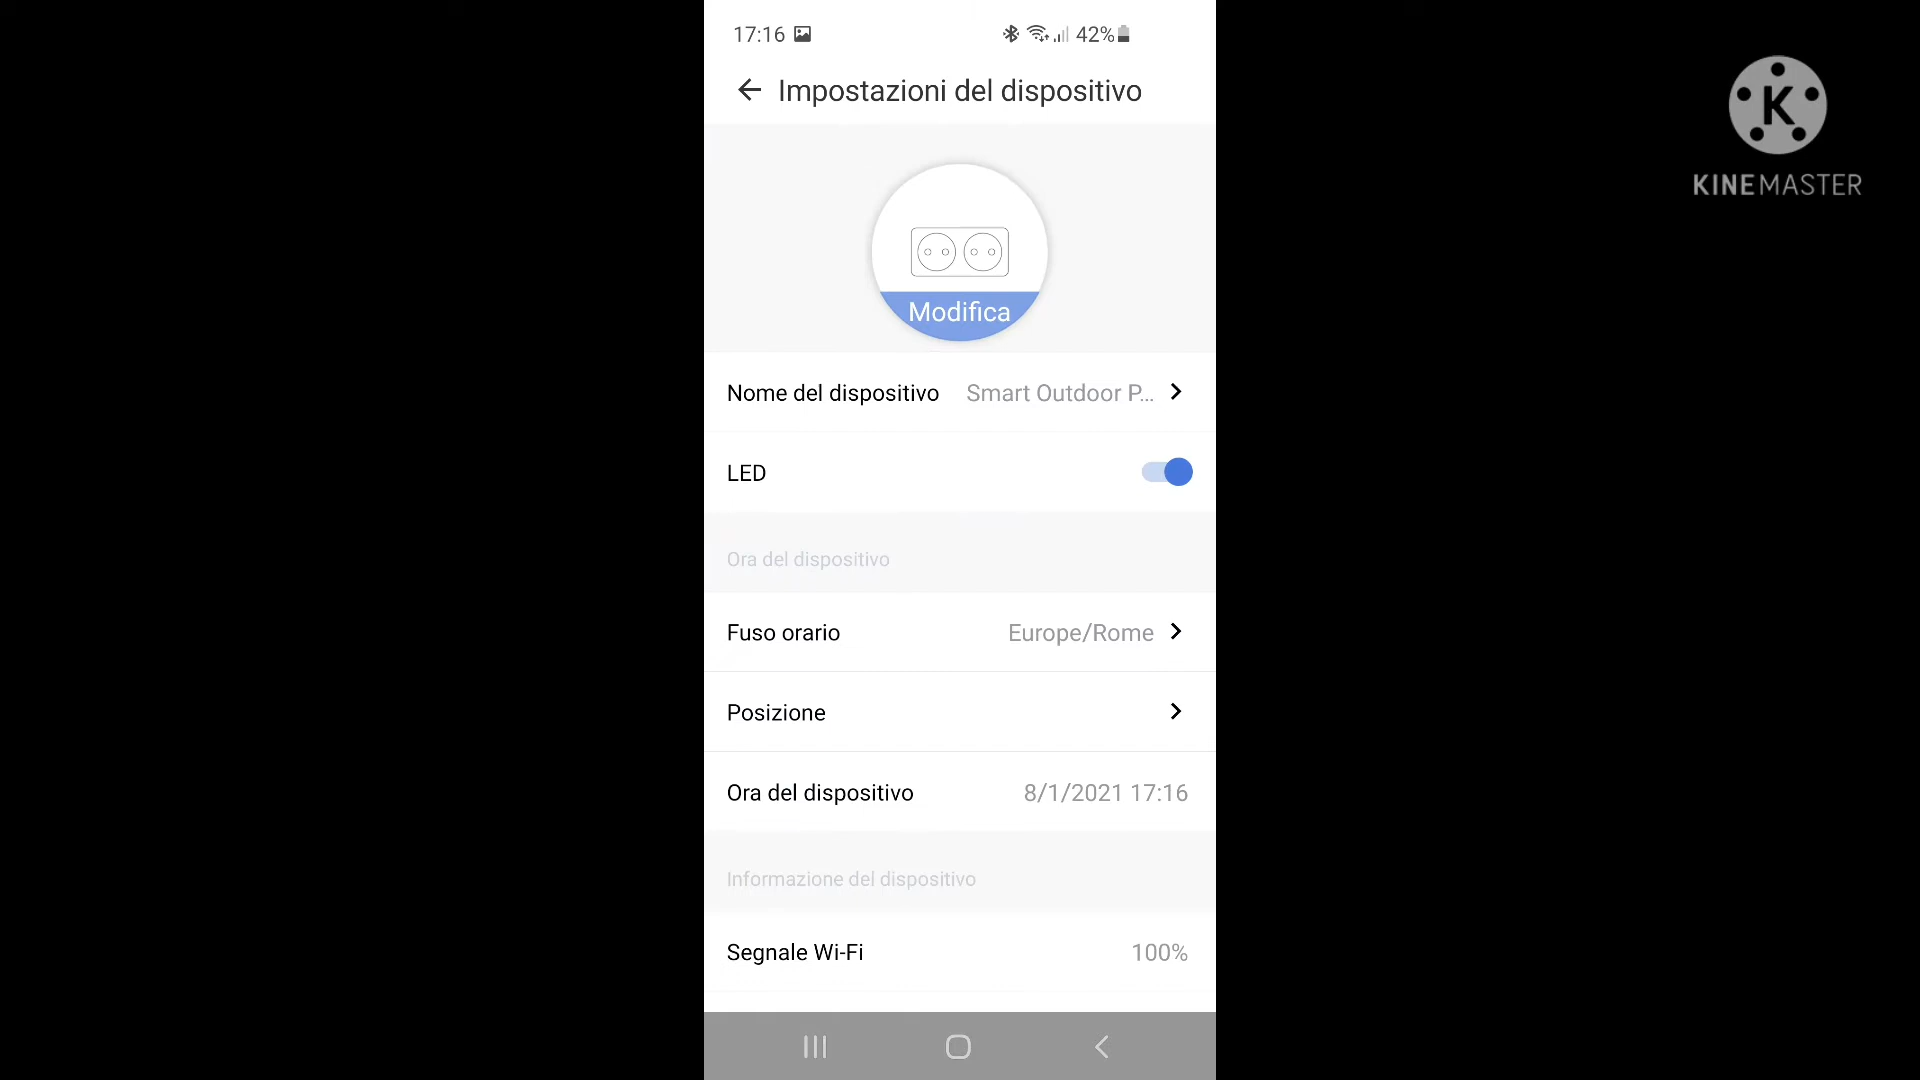 17:16 42%
Impostazioni del dispositivo
K
KINEMASTER
Modifica
Nome del dispositivo Smart Outdoor P...
LED
Ora del dispositivo
Fuso orario Europe/Rome
Posizione
Ora del dispositivo 8/1/2021 17:16
Informazione del dispositivo
Segnale Wi-Fi 100%